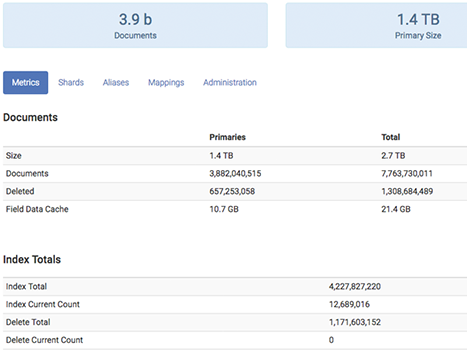 3.9 b 1.4 TB
Documents Primary Size
Metrics Shards Aliases Mappings Administration
Documents
Primaries Total
Size 1.4 TB 2.7 TB
Documents 3,882,040,515 7,763,730,011
Deleted 657,253,058 1,308,684,489
Field Data Cache 10.7 GB 21.4 GB
Index Totals
Index Total 4,227,827,220
Index Current Count 12,689,016
Delete Total 1,171,603,152
Delete Current Count 0